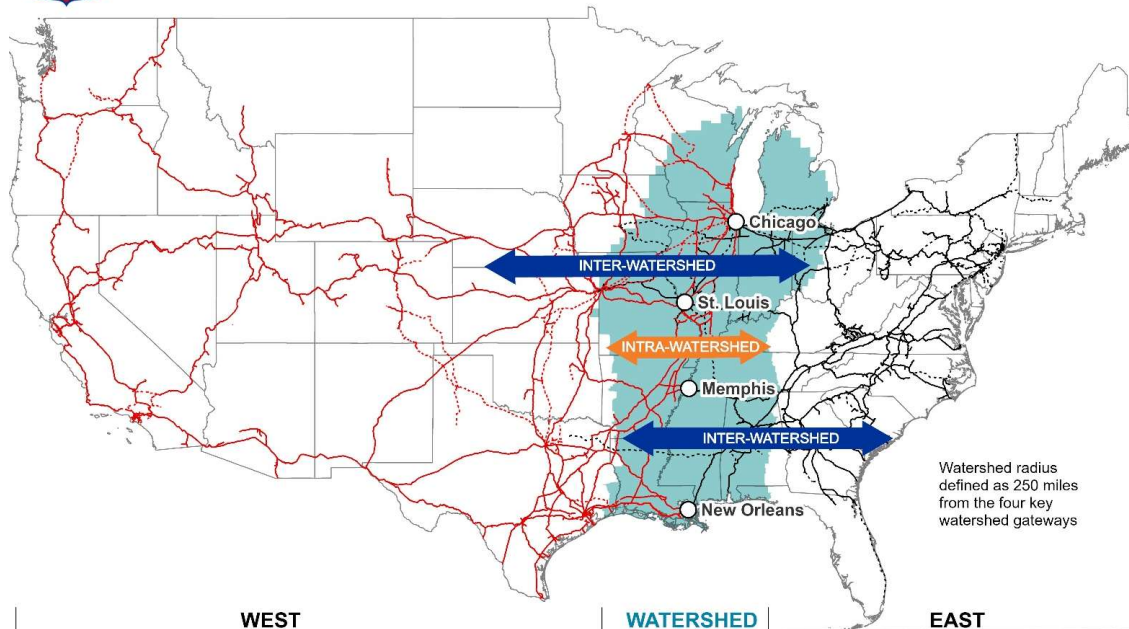 Chicago
INTER-WATERSHED
St. Louis
INTRA-WATERSHED
Memphis
INTER-WATERSHED
Watershed radius
defined as 250 miles
from the four key
watershed gateways
New Orleans
WEST
WATERSHED
EAST